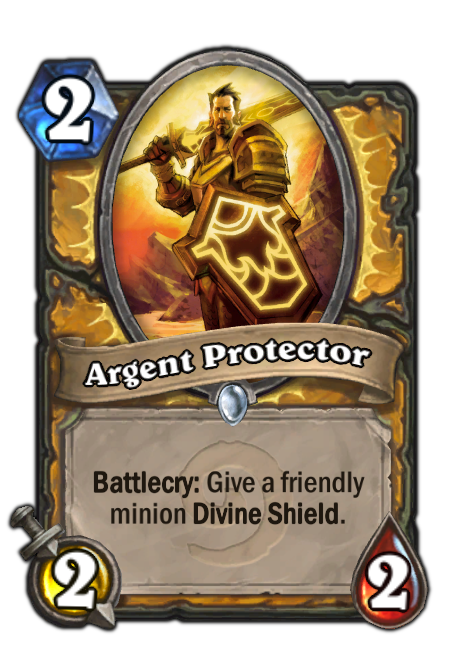 2
Argent Protector
Battlecry: Give a friendly
minion Divine Shield.
2
2